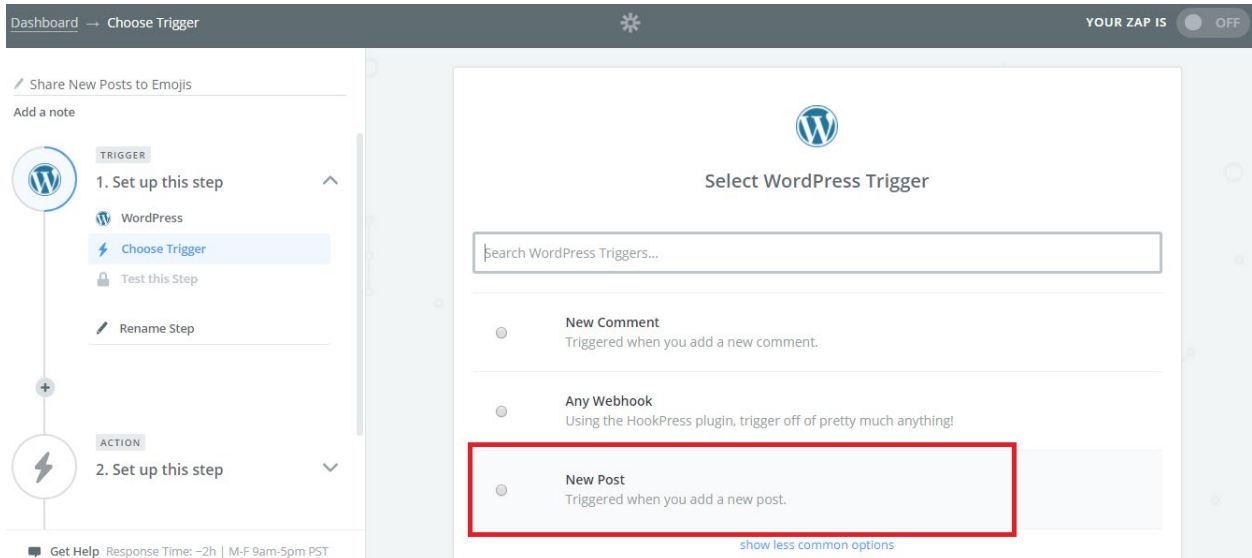 Dashboard → Choose Trigger
YOUR ZAP IS OFF
Share New Posts to Emojis
Add a note
TRIGGER
1. Set up this step
WordPress
Choose Trigger
Test this Step
Rename Step
+
ACTION
2. Set up this step
Get Help Response Time: ~2h | M-F 9am-5pm PST
Select WordPress Trigger
Search WordPress Triggers...
New Comment
Triggered when you add a new comment.
Any Webhook
Using the HookPress plugin, trigger off of pretty much anything!
New Post
Triggered when you add a new post.
show less common options